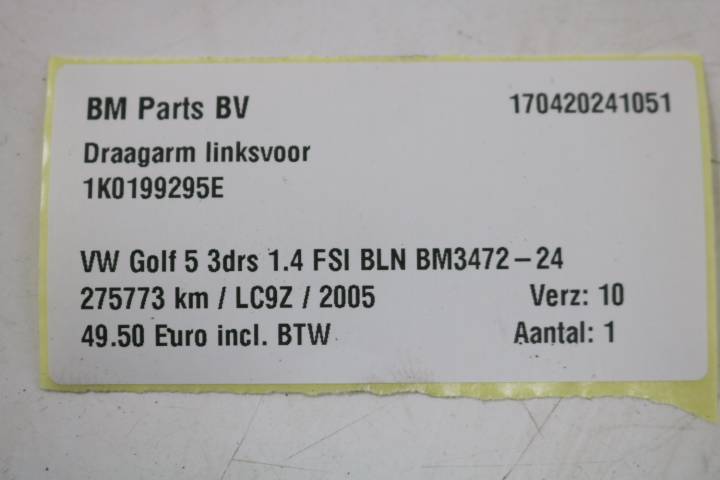 BM Parts BV 170420241051
Draagarm linksvoor
1K0199295E
VW Golf 5 3drs 1.4 FSI BLN BM3472-24
275773 km / LC9Z / 2005 Verz: 10
49.50 Euro incl. BTW Aantal: 1